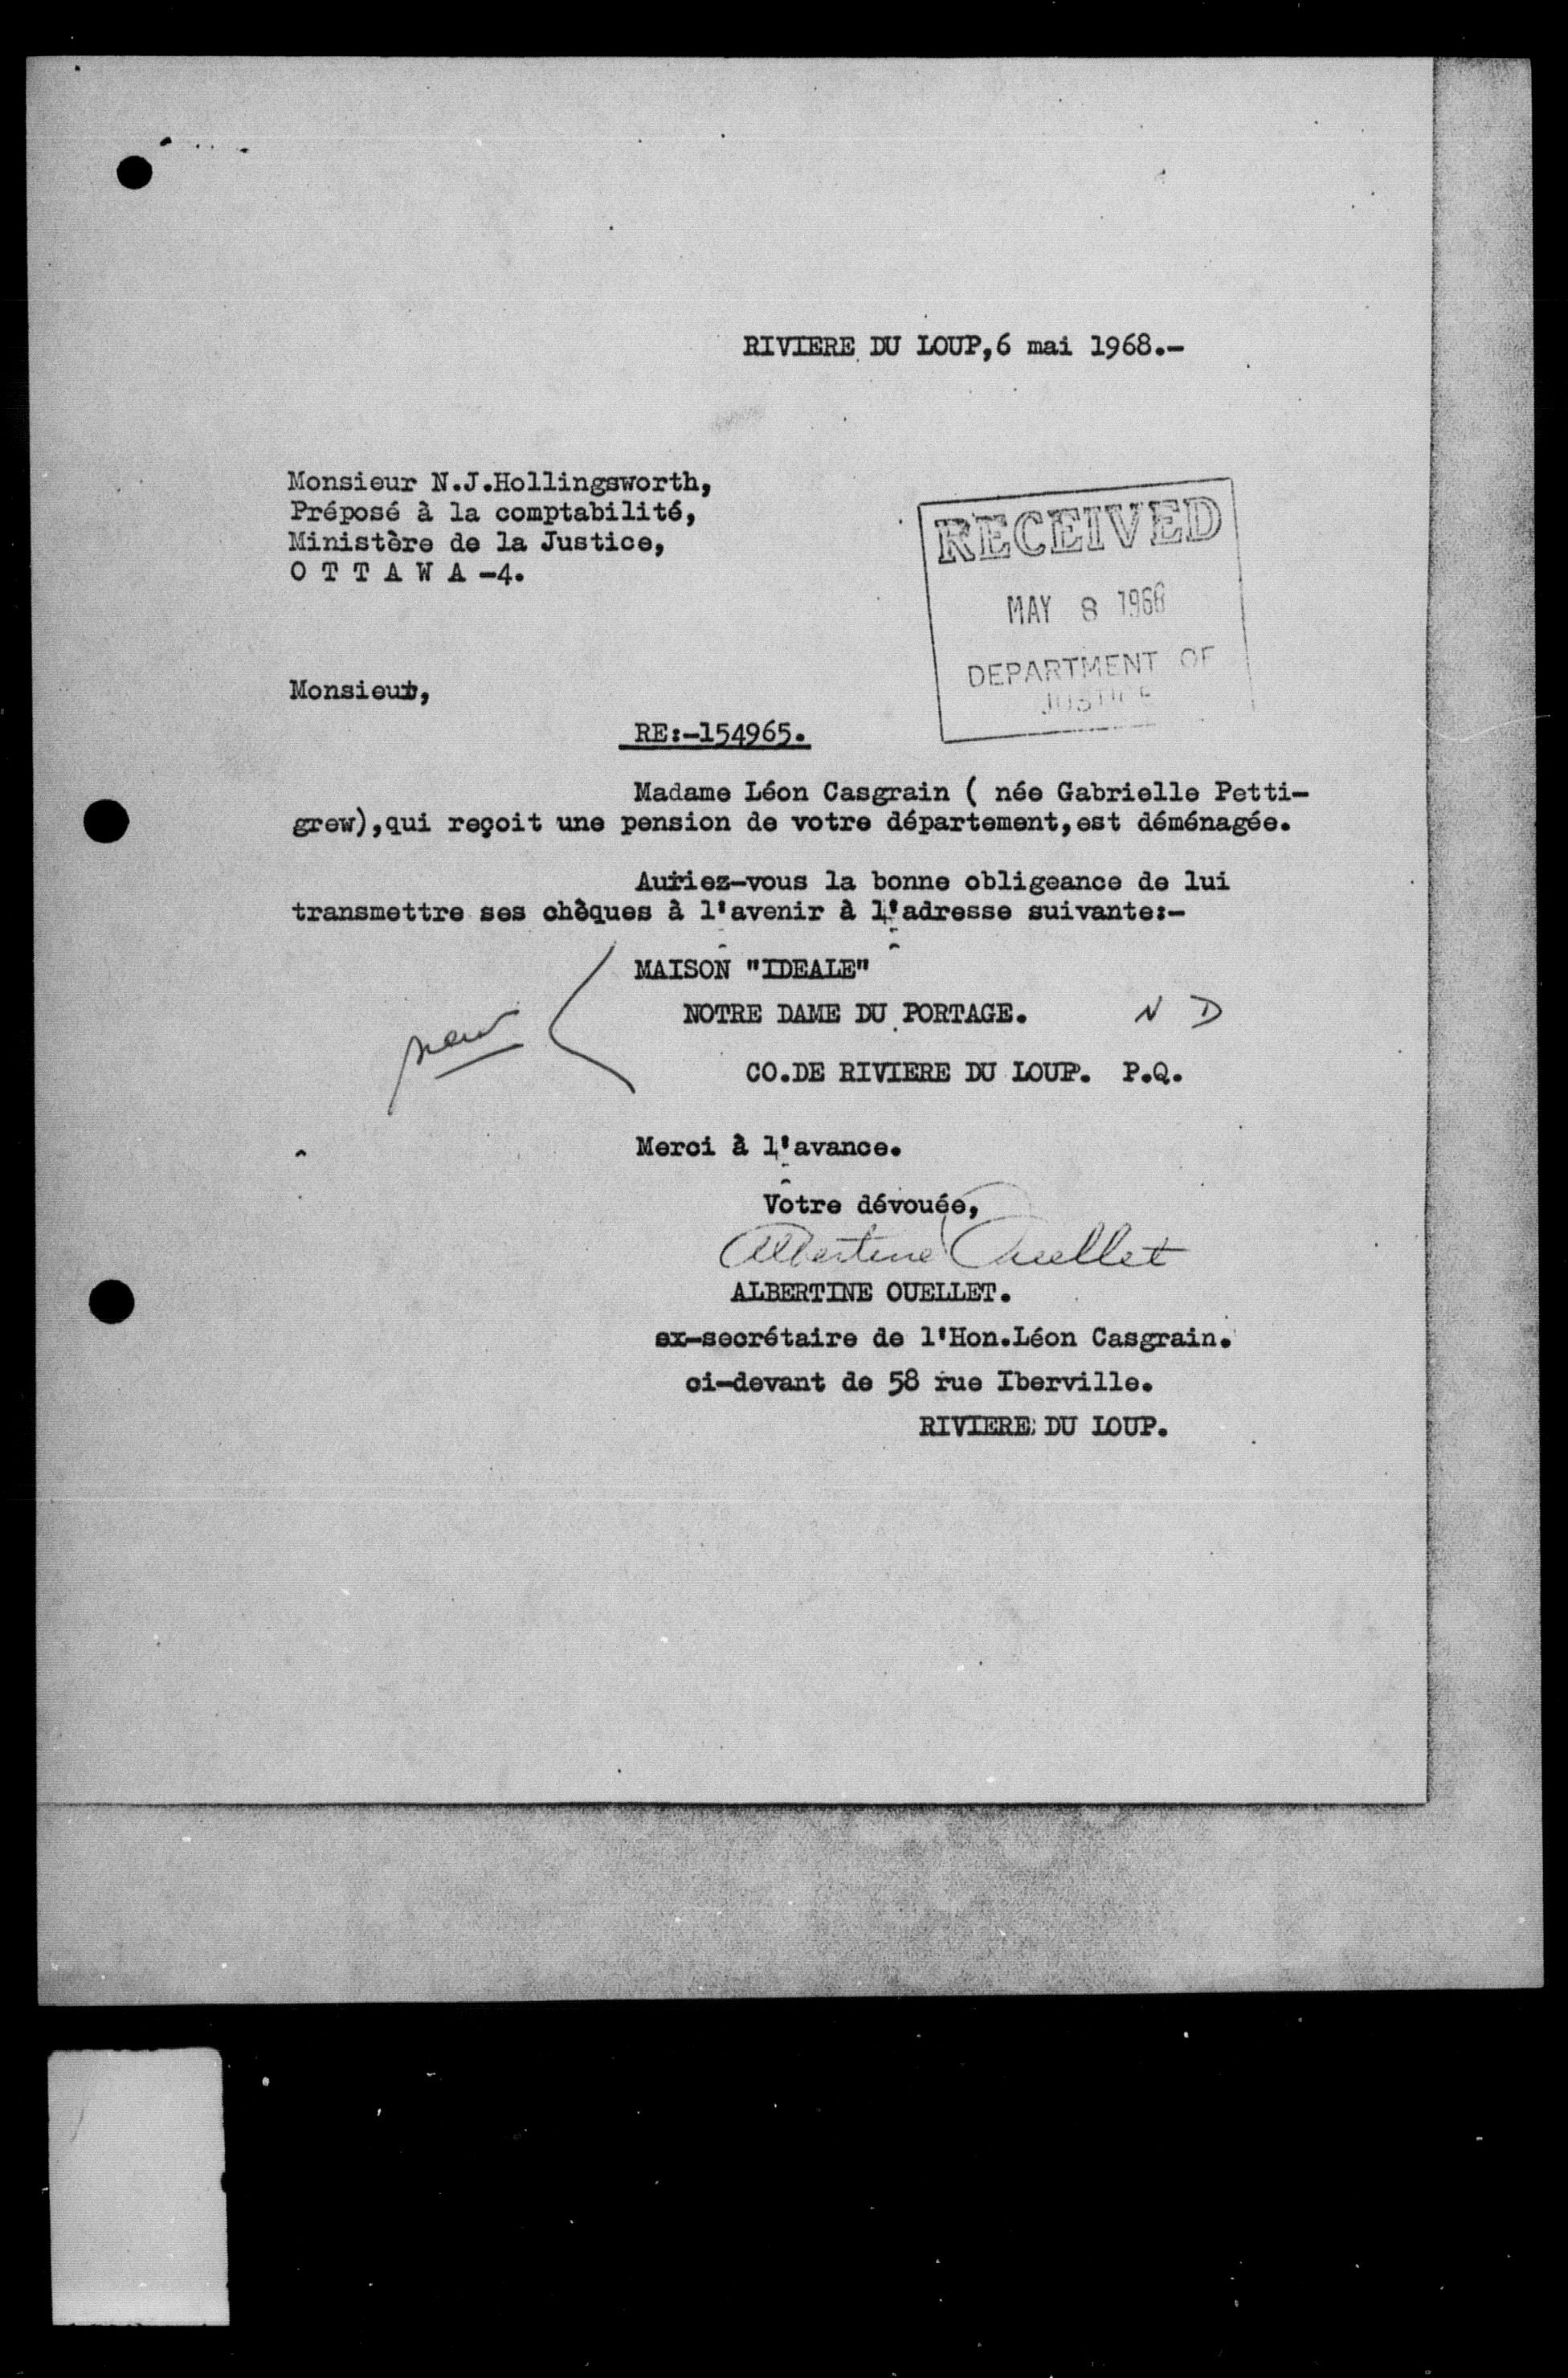 RIVIERE DU LOUP,6 mai 1968.-
Monsieur N.J.Hollingsworth,
Préposé à la comptabilité,
Ministère de la Justice,
O T T A W A -4.
RECEIVED
MAY 8 1968
DEPARTMENT OF
JUSTICE
Monsieur,
RE:-154965.
Madame Léon Casgrain ( née Gabrielle Petti-
grew),qui reçoit une pension de votre département,est déménagée.
Auriez-vous la bonne obligeance de lui
transmettre ses chèques à l'avenir à l'adresse suivante:-
MAISON "IDEALE"
new
NOTRE DAME DU PORTAGE. N D
CO.DE RIVIERE DU LOUP. P.Q.
Merci à l'avance.
Votre dévouée,
Albertine Ouellet
ALBERTINE OUELLET.
ex-secrétaire de l'Hon.Léon Casgrain.
ci-devant de 58 rue Iberville.
RIVIERE DU LOUP.